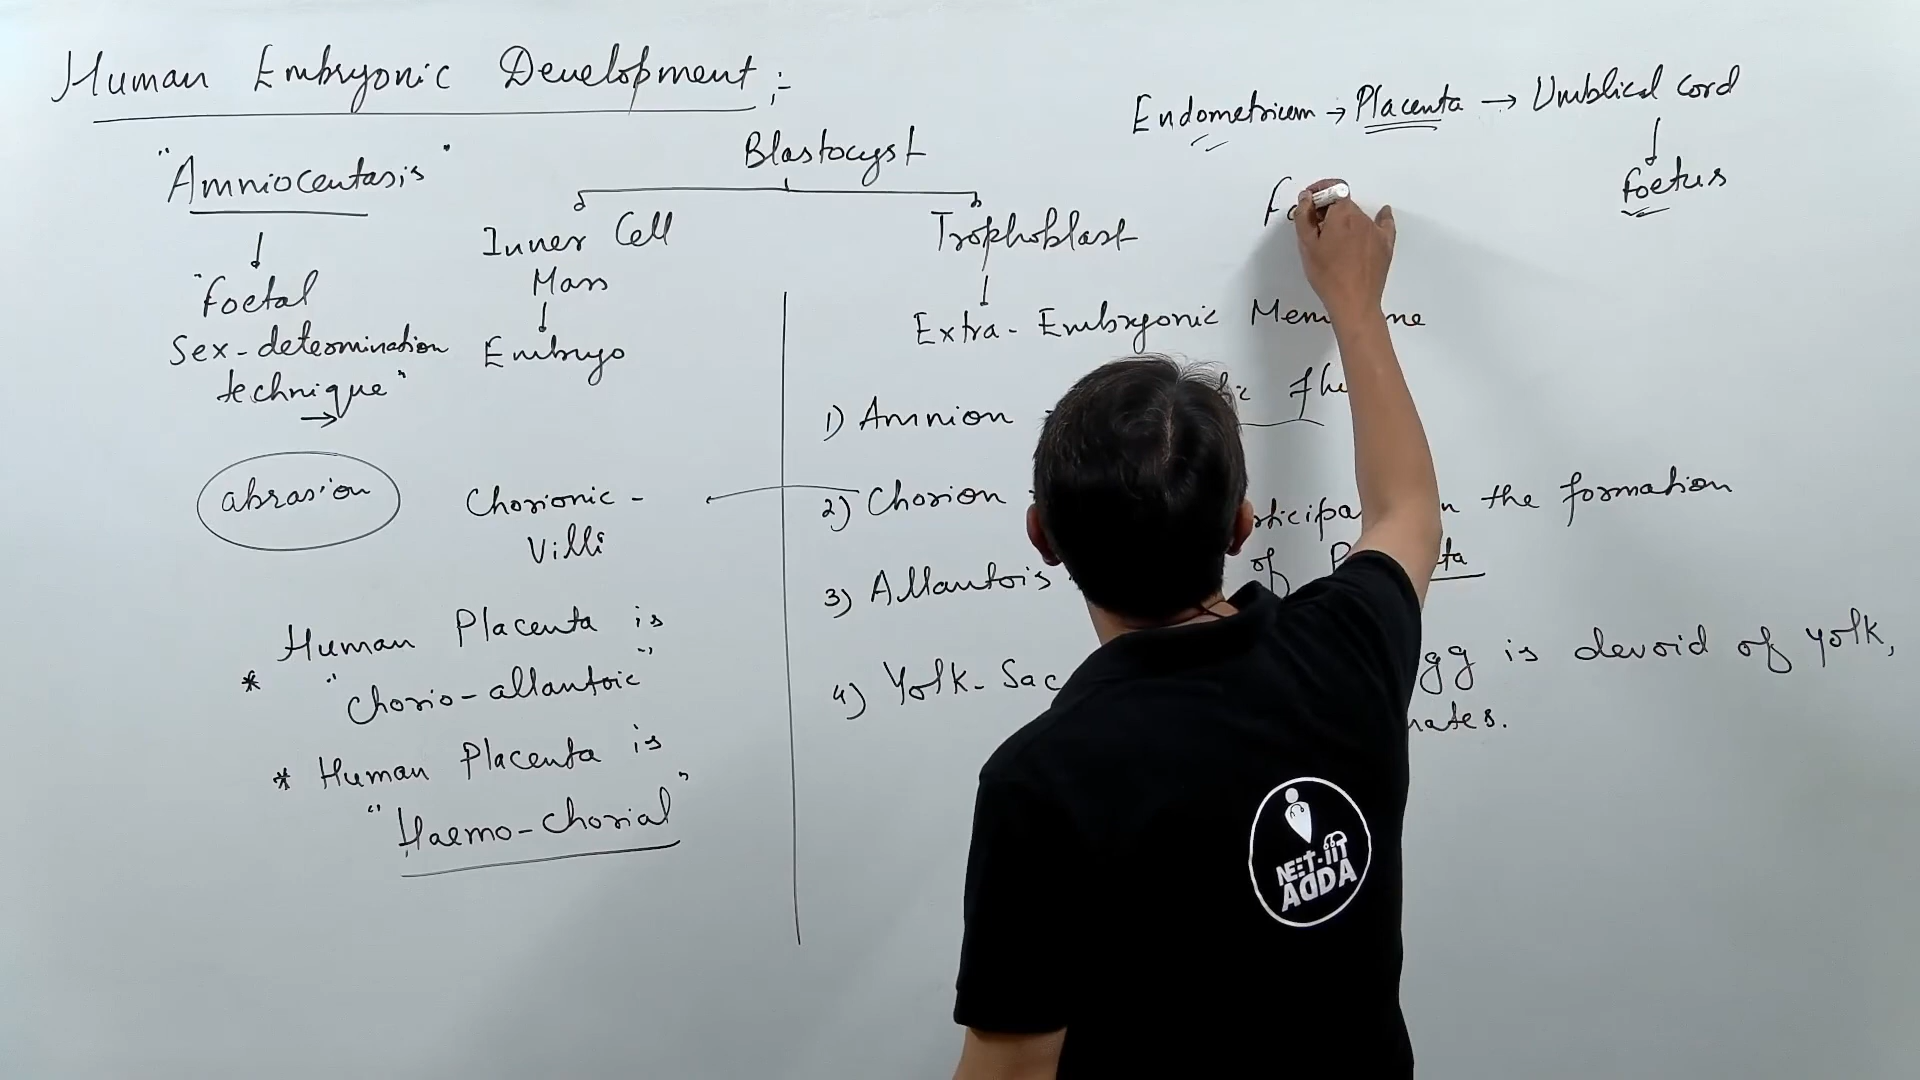 Human Embryonic Development :-
Endometrium → Placenta → Umblical cord
Foetus
"Amniocentasis"
"Foetal
Sex-determination
technique"
→
abrasion
Blastocyst
Inner Cell
Mass
Embryo
Trophoblast
Extra-Embryonic
1) Amnion
2) Chorion
the formation
3) Allantois
of
4) Yolk-Sac
is devoid of yolk,
Chorionic-
Villi
* Human Placenta is
"chorio-allantoic"
* Human Placenta is
"Haemo-chorial"
NEET-IIT
ADDA